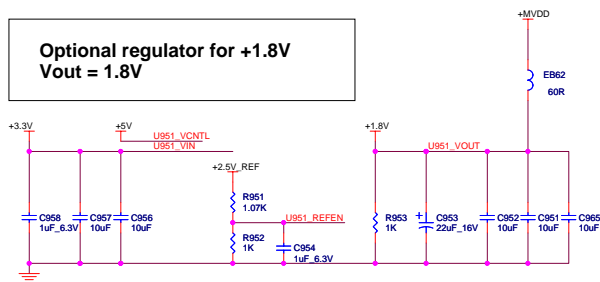 +MVDD
Optional regulator for +1.8V
Vout = 1.8V
EB62
60R
+3.3V
+5V
U951_VCNTL
U951_VIN
+1.8V
U951_VOUT
+2.5V_REF
R951
1.07K
U951_REFEN
C958
1uF_6.3V
C957
10uF
C956
10uF
R952
1K
C954
1uF_6.3V
R953
1K
+
C953
22uF_16V
C952
10uF
C951
10uF
C965
10uF